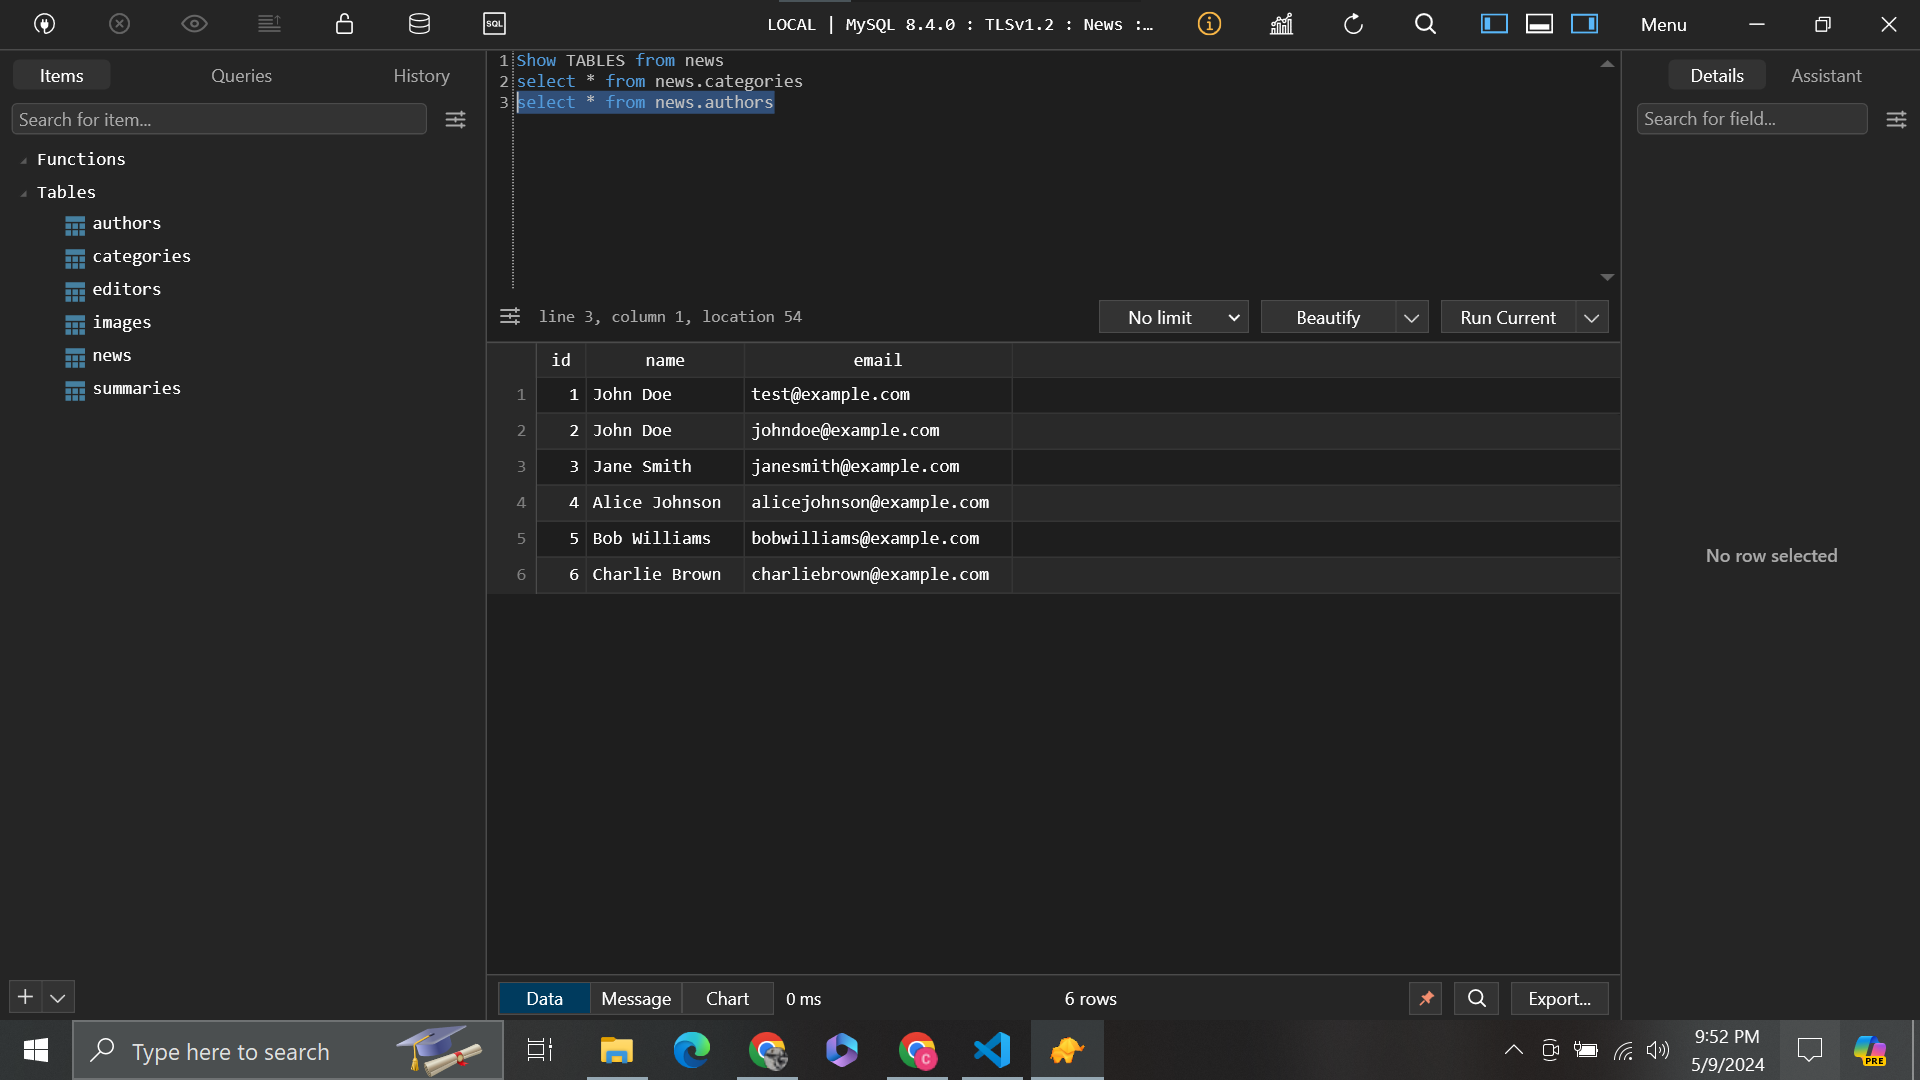 SQL
LOCAL | MySQL 8.4.0 : TLSv1.2 : News :...
Menu
Items Queries History
Search for item...
Functions
Tables
authors
categories
editors
images
news
summaries
1 Show TABLES from news
2 select * from news.categories
3 select * from news.authors
line 3, column 1, location 54
No limit
Beautify
Run Current
id name email
1 1 John Doe test@example.com
2 2 John Doe johndoe@example.com
3 3 Jane Smith janesmith@example.com
4 4 Alice Johnson alicejohnson@example.com
5 5 Bob Williams bobwilliams@example.com
6 6 Charlie Brown charliebrown@example.com
Data Message Chart 0 ms 6 rows Export...
Details Assistant
Search for field...
No row selected
Type here to search
C
9:52 PM
5/9/2024
PRE